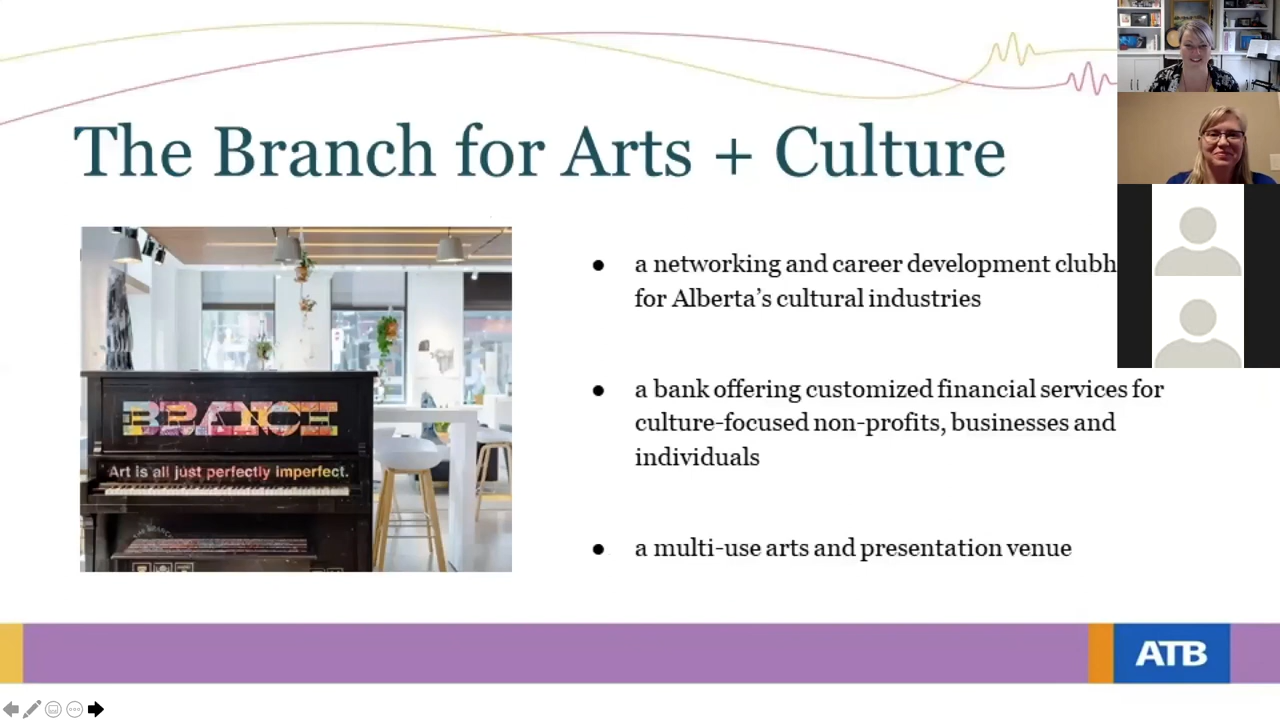 The Branch for Arts + Culture
BRANCH
Art is all just perfectly imperfect.
● a networking and career development clubh
for Alberta’s cultural industries
● a bank offering customized financial services for
culture-focused non-profits, businesses and
individuals
● a multi-use arts and presentation venue
ATB